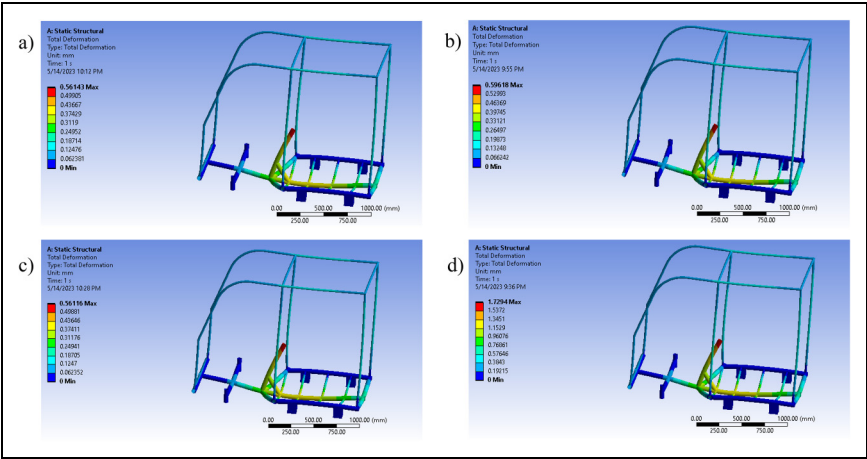 a)
A: Static Structural
Total Deformation
Type: Total Deformation
Unit: mm
Time: 1 s
5/14/2023 10:12 PM
0.56143 Max
0.49905
0.43667
0.37429
0.3119
0.24952
0.18714
0.12476
0.062381
0 Min
0.00 500.00 1000.00 (mm)
250.00 750.00
b)
A: Static Structural
Total Deformation
Type: Total Deformation
Unit: mm
Time: 1 s
5/14/2023 9:55 PM
0.59618 Max
0.52993
0.46369
0.39745
0.33121
0.26497
0.19873
0.13248
0.066242
0 Min
0.00 500.00 1000.00 (mm)
250.00 750.00
c)
A: Static Structural
Total Deformation
Type: Total Deformation
Unit: mm
Time: 1 s
5/14/2023 10:28 PM
0.56116 Max
0.49881
0.43646
0.37411
0.31176
0.24941
0.18705
0.1247
0.062352
0 Min
0.00 500.00 1000.00 (mm)
250.00 750.00
d)
A: Static Structural
Total Deformation
Type: Total Deformation
Unit: mm
Time: 1 s
5/14/2023 9:36 PM
1.7294 Max
1.5372
1.3451
1.1529
0.96076
0.76861
0.57646
0.3843
0.19215
0 Min
0.00 500.00 1000.00 (mm)
250.00 750.00